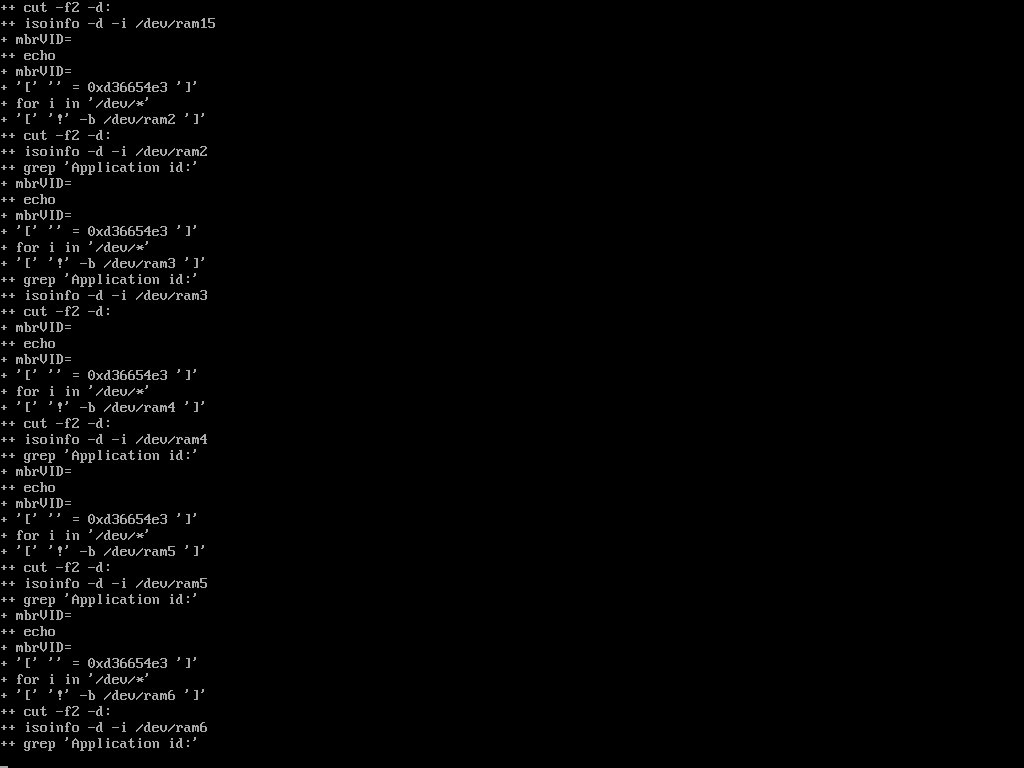 ++ cut -f2 -d:
++ isoinfo -d -i /dev/ram15
+ mbrVID=
++ echo
+ mbrVID=
+ '[' '' = 0xd36654e3 ']'
+ for i in '/dev/*'
+ '[' '!' -b /dev/ram2 ']'
++ cut -f2 -d:
++ isoinfo -d -i /dev/ram2
++ grep 'Application id:'
+ mbrVID=
++ echo
+ mbrVID=
+ '[' '' = 0xd36654e3 ']'
+ for i in '/dev/*'
+ '[' '!' -b /dev/ram3 ']'
++ grep 'Application id:'
++ isoinfo -d -i /dev/ram3
++ cut -f2 -d:
+ mbrVID=
++ echo
+ mbrVID=
+ '[' '' = 0xd36654e3 ']'
+ for i in '/dev/*'
+ '[' '!' -b /dev/ram4 ']'
++ cut -f2 -d:
++ isoinfo -d -i /dev/ram4
++ grep 'Application id:'
+ mbrVID=
++ echo
+ mbrVID=
+ '[' '' = 0xd36654e3 ']'
+ for i in '/dev/*'
+ '[' '!' -b /dev/ram5 ']'
++ cut -f2 -d:
++ isoinfo -d -i /dev/ram5
++ grep 'Application id:'
+ mbrVID=
++ echo
+ mbrVID=
+ '[' '' = 0xd36654e3 ']'
+ for i in '/dev/*'
+ '[' '!' -b /dev/ram6 ']'
++ cut -f2 -d:
++ isoinfo -d -i /dev/ram6
++ grep 'Application id:'